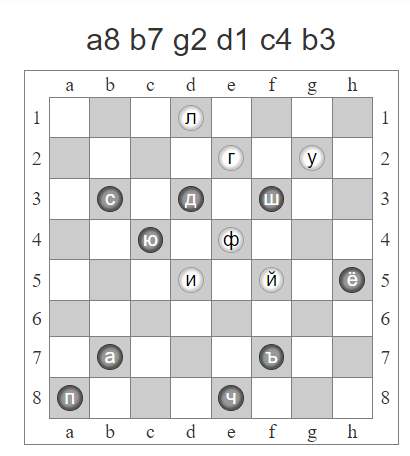 a8 b7 g2 d1 c4 b3
a b c d e f g h
1 л 1
2 г у 2
3 с д ш 3
4 ю ф 4
5 и й ё 5
6 6
7 а ъ 7
8 п ч 8
a b c d e f g h